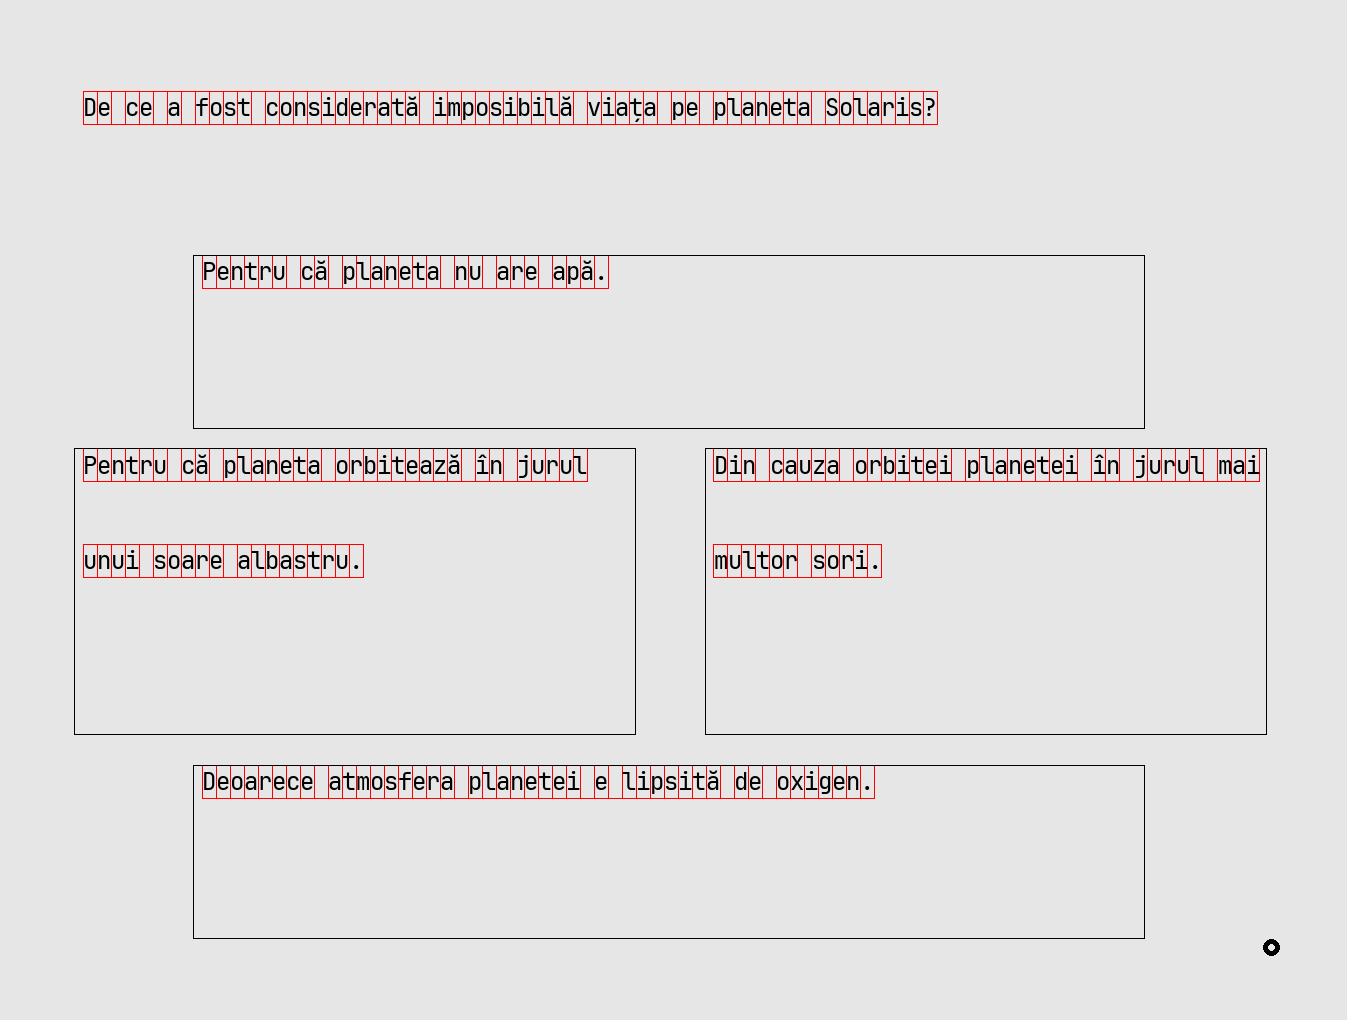 De ce a fost considerată imposibilă viața pe planeta Solaris?
Pentru că planeta nu are apă.
Pentru că planeta orbitează în jurul
unui soare albastru.
Din cauza orbitei planetei în jurul mai
multor sori.
Deoarece atmosfera planetei e lipsită de oxigen.